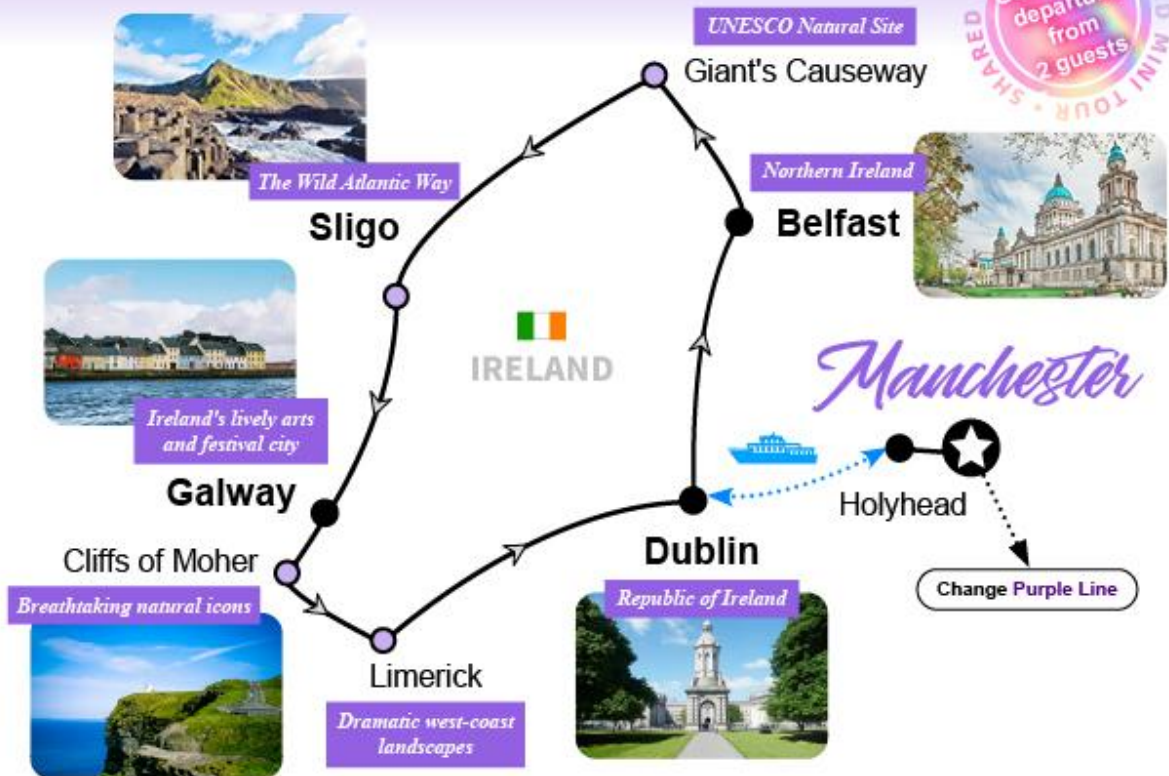 UNESCO Natural Site
Giant's Causeway
from
2 guests
SHARED
MINI TOUR
The Wild Atlantic Way
Sligo
Northern Ireland
Belfast
IRELAND
Manchester
Ireland's lively arts
and festival city
Galway
Holyhead
Cliffs of Moher
Dublin
Change Purple Line
Breathtaking natural icons
Republic of Ireland
Limerick
Dramatic west-coast
landscapes